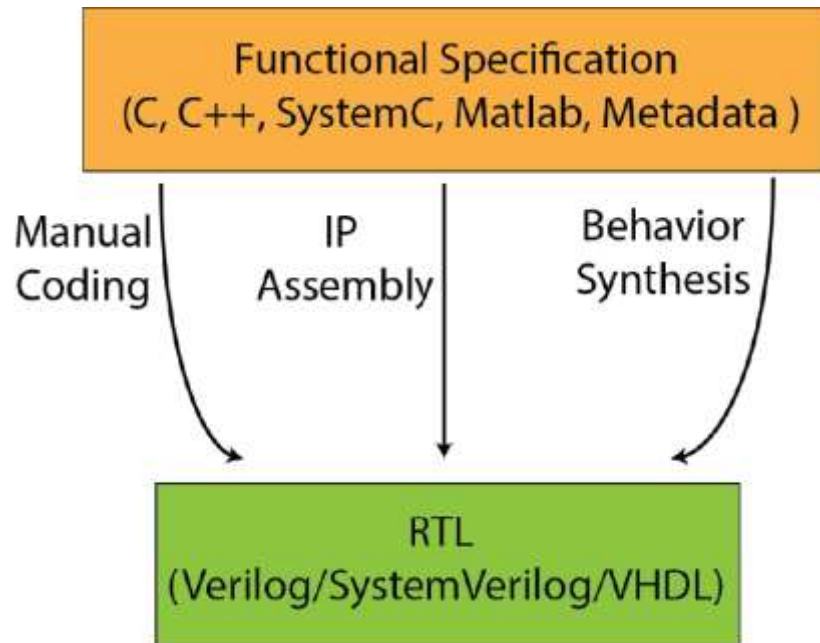 Functional Specification
(C, C++, SystemC, Matlab, Metadata )
Manual
Coding
IP
Assembly
Behavior
Synthesis
RTL
(Verilog/SystemVerilog/VHDL)